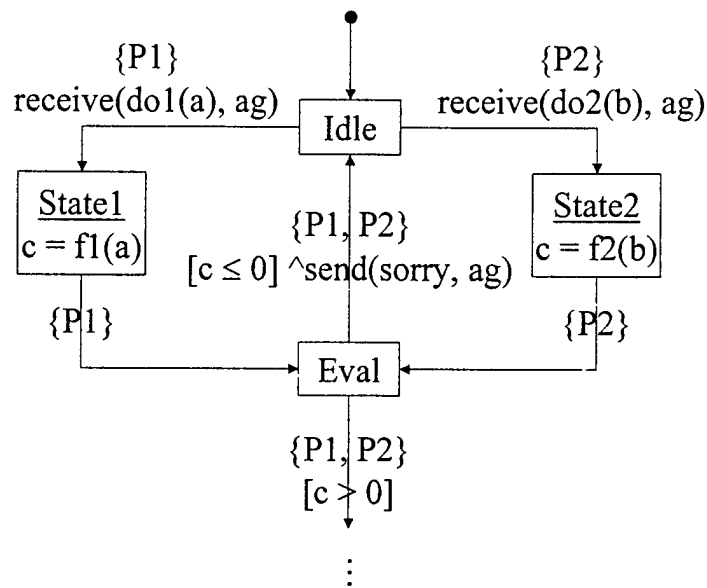 {P1}
receive(do1(a), ag)
{P2}
receive(do2(b), ag)
Idle
State1
c = f1(a)
{P1, P2}
[c ≤ 0] ^send(sorry, ag)
State2
c = f2(b)
{P1}
{P2}
Eval
{P1, P2}
[c > 0]
⋮